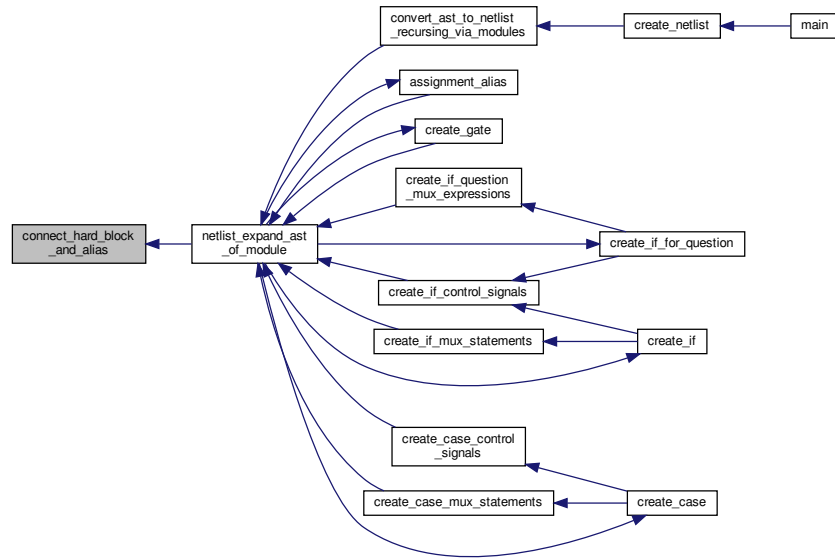 convert_ast_to_netlist
_recursing_via_modules
create_netlist
main
assignment_alias
create_gate
create_if_question
_mux_expressions
connect_hard_block
_and_alias
netlist_expand_ast
_of_module
create_if_for_question
create_if_control_signals
create_if_mux_statements
create_if
create_case_control
_signals
create_case_mux_statements
create_case